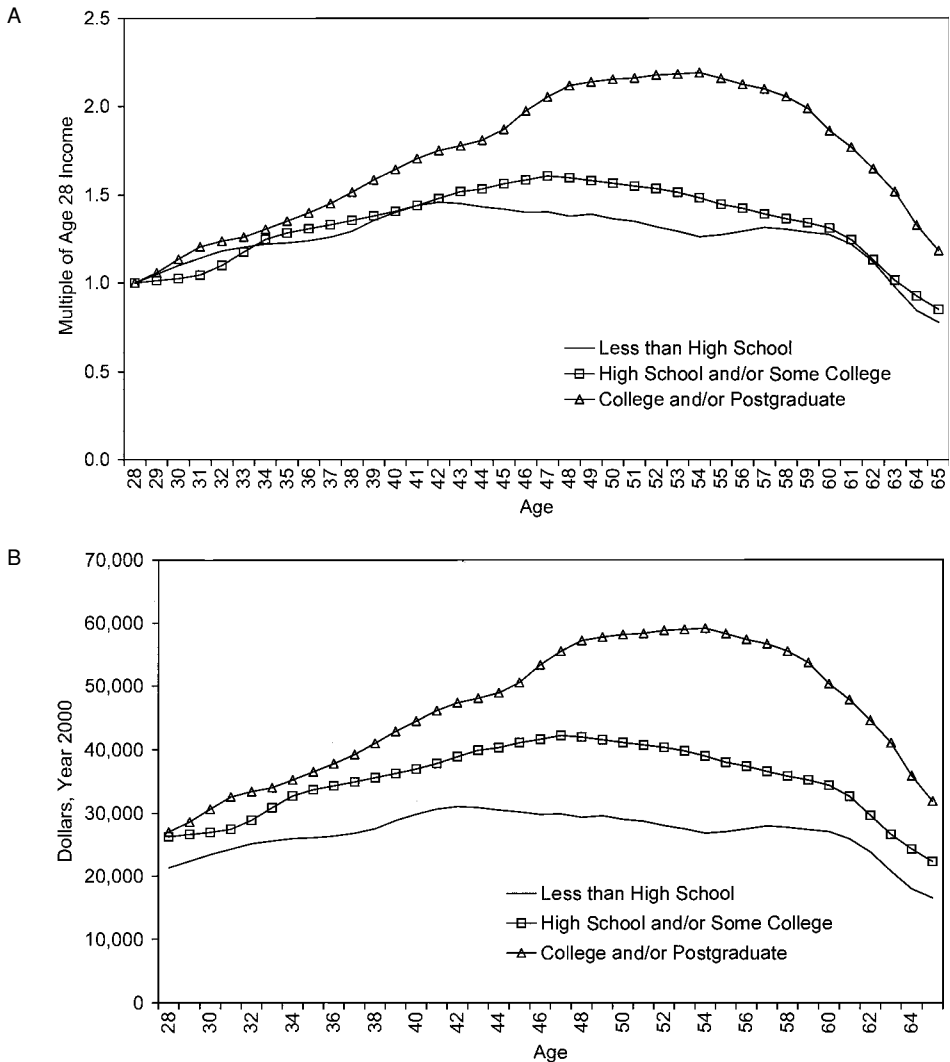 A
2.5
2.0
1.5
1.0
0.5
0.0
Multiple of Age 28 Income
Less than High School
High School and/or Some College
College and/or Postgraduate
28 29 30 31 32 33 34 35 36 37 38 39 40 41 42 43 44 45 46 47 48 49 50 51 52 53 54 55 56 57 58 59 60 61 62 63 64 65
Age
B
70,000
60,000
50,000
40,000
30,000
20,000
10,000
0
Dollars, Year 2000
Less than High School
High School and/or Some College
College and/or Postgraduate
28 30 32 34 36 38 40 42 44 46 48 50 52 54 56 58 60 62 64
Age